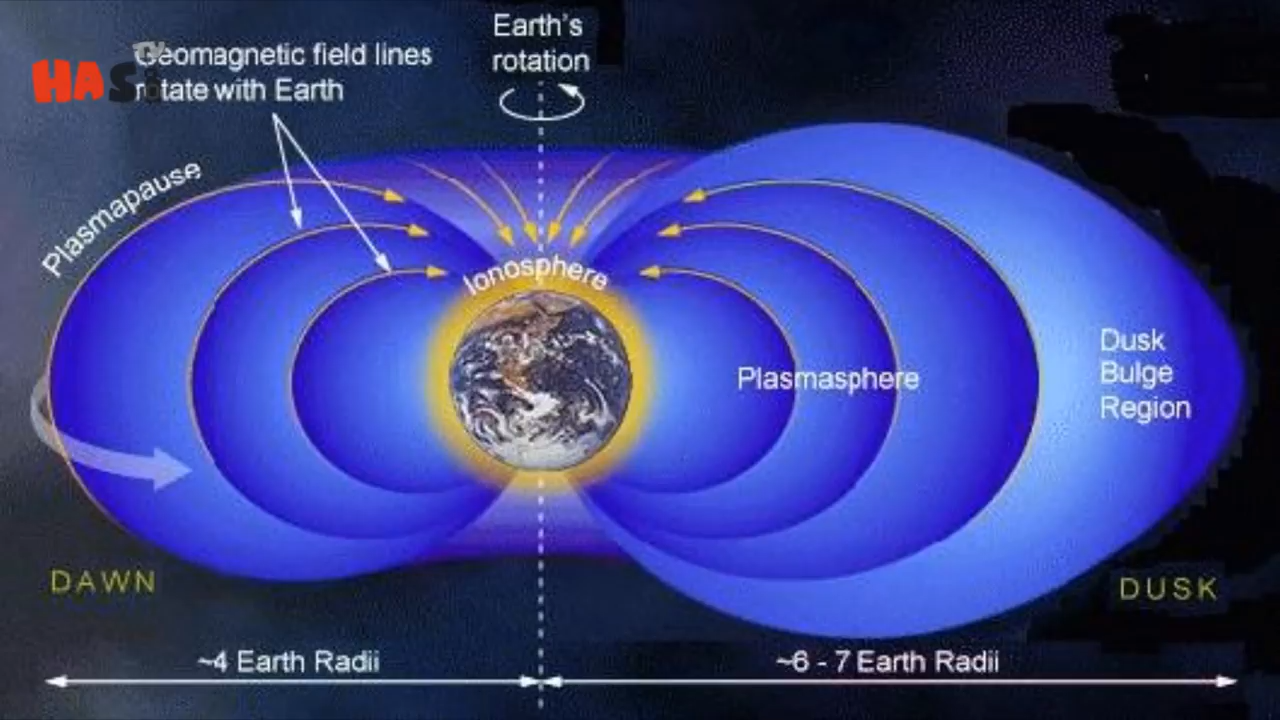 Earth's
rotation
Geomagnetic field lines
rotate with Earth
HAS
Plasmapause
Ionosphere
Plasmasphere
Dusk
Bulge
Region
DAWN
DUSK
~4 Earth Radii
~6 - 7 Earth Radii